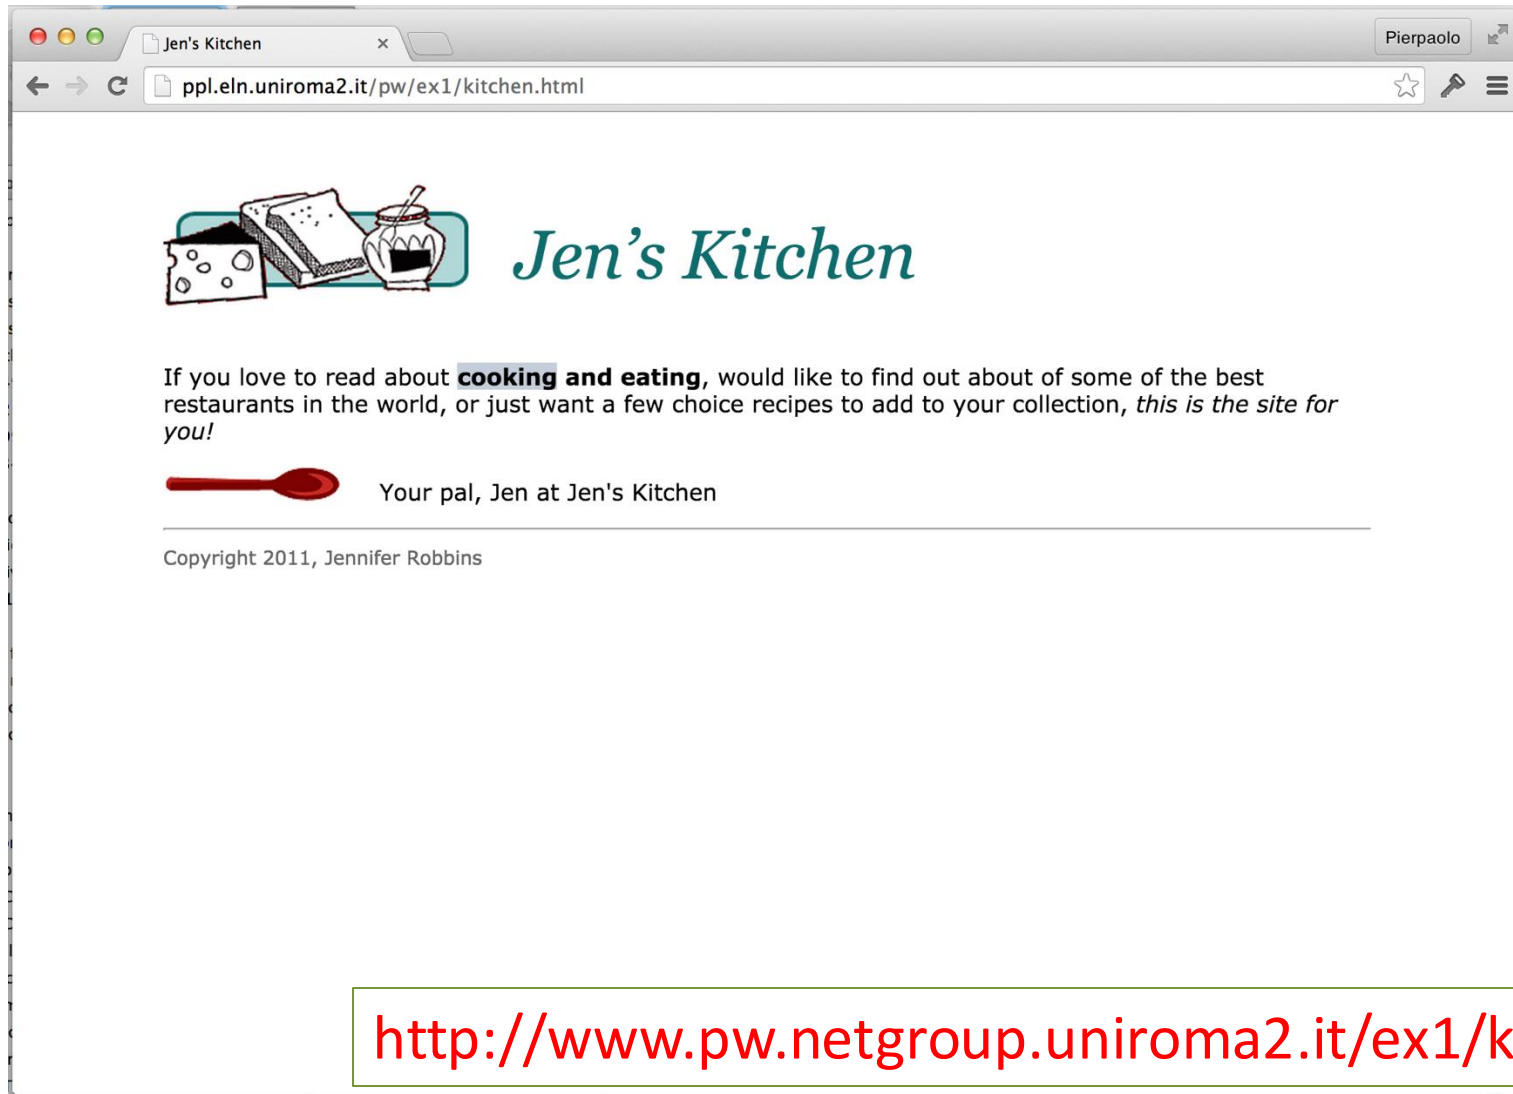 Jen's Kitchen
Pierpaolo
ppl.eln.uniroma2.it/pw/ex1/kitchen.html
Jen’s Kitchen
If you love to read about cooking and eating, would like to find out about of some of the best
restaurants in the world, or just want a few choice recipes to add to your collection, this is the site for
you!
Your pal, Jen at Jen's Kitchen
Copyright 2011, Jennifer Robbins
http://www.pw.netgroup.uniroma2.it/ex1/k